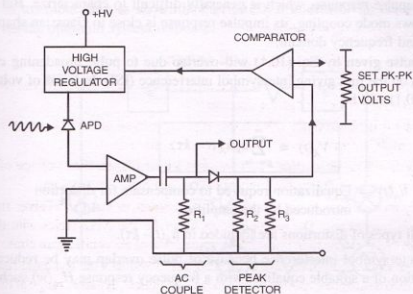 +HV
HIGH
VOLTAGE
REGULATOR
COMPARATOR
SET PK-PK
OUTPUT
VOLTS
APD
OUTPUT
AMP
R1
R2
R3
AC
COUPLE
PEAK
DETECTOR